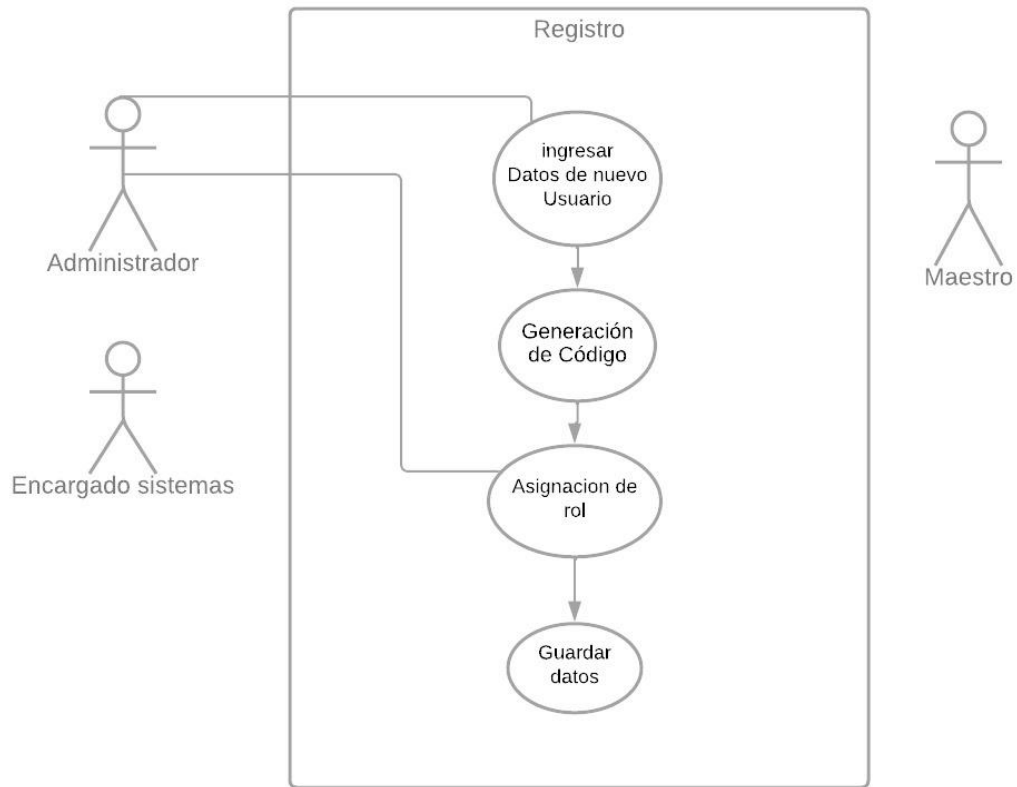 Registro
ingresar
Datos de nuevo
Usuario
Administrador
Maestro
Generación
de Código
Encargado sistemas
Asignacion de
rol
Guardar
datos